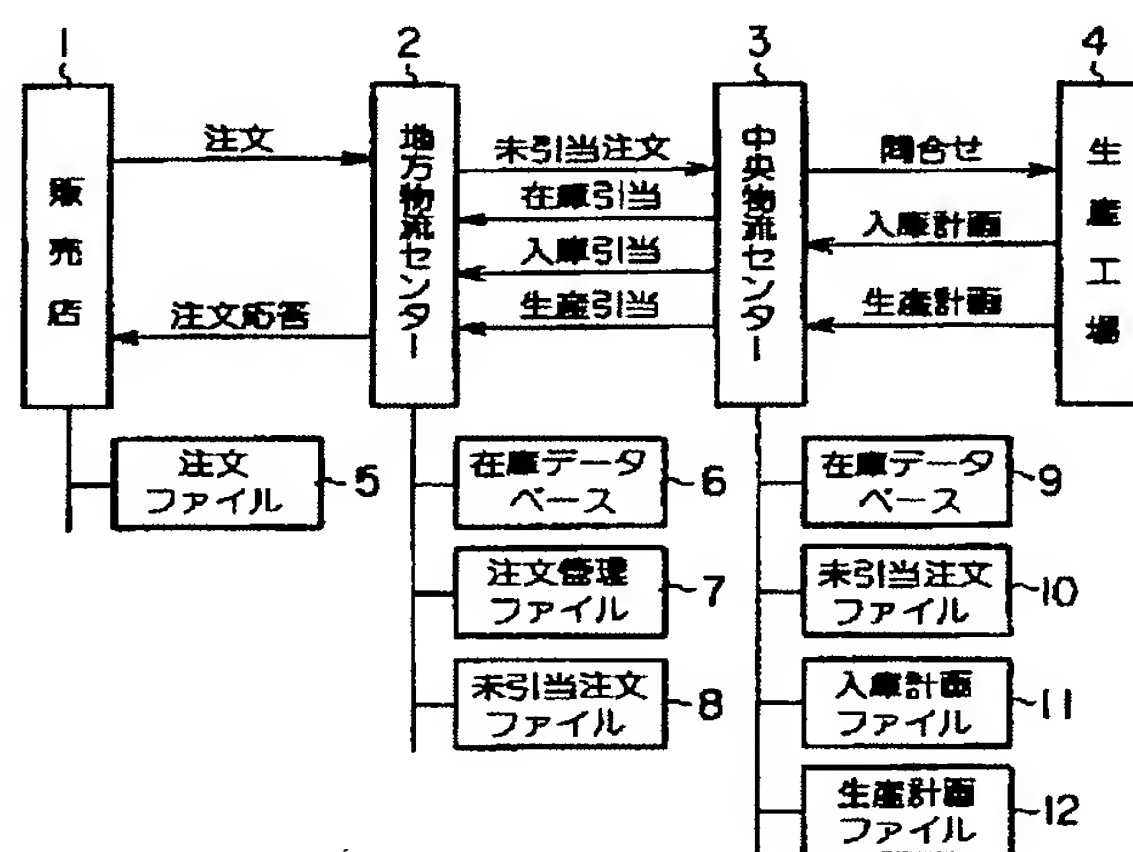 1
2
3
4
販売店
地方物流センター
中央物流センター
生産工場
注文
注文応答
未引当注文
在庫引当
入庫引当
生産引当
問合せ
入庫計画
生産計画
注文
ファイル
5
在庫データ
ベース
6
注文管理
ファイル
7
未引当注文
ファイル
8
在庫データ
ベース
9
未引当注文
ファイル
10
入庫計画
ファイル
11
生産計画
ファイル
12